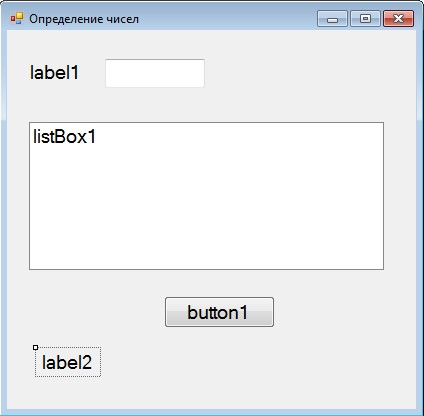 Определение чисел
label1
listBox1
button1
label2